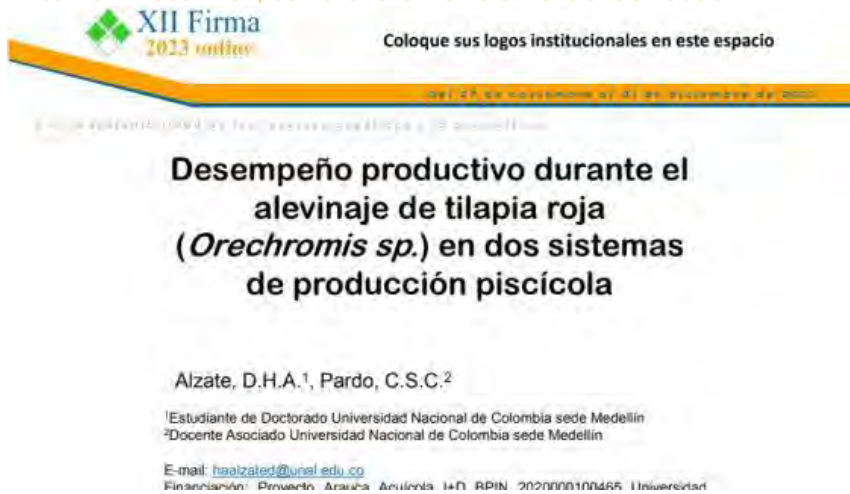 XII Firma
2023 online
Coloque sus logos institucionales en este espacio
Desempeño productivo durante el
alevinaje de tilapia roja
(Orechromis sp.) en dos sistemas
de producción piscícola
Alzate, D.H.A.¹, Pardo, C.S.C.²
¹Estudiante de Doctorado Universidad Nacional de Colombia sede Medellín
²Docente Asociado Universidad Nacional de Colombia sede Medellín
E-mail: haalzated@unal.edu.co
Financiación: Proyecto Arauca Acuícola I+D BPIN 2020000100465 Universidad